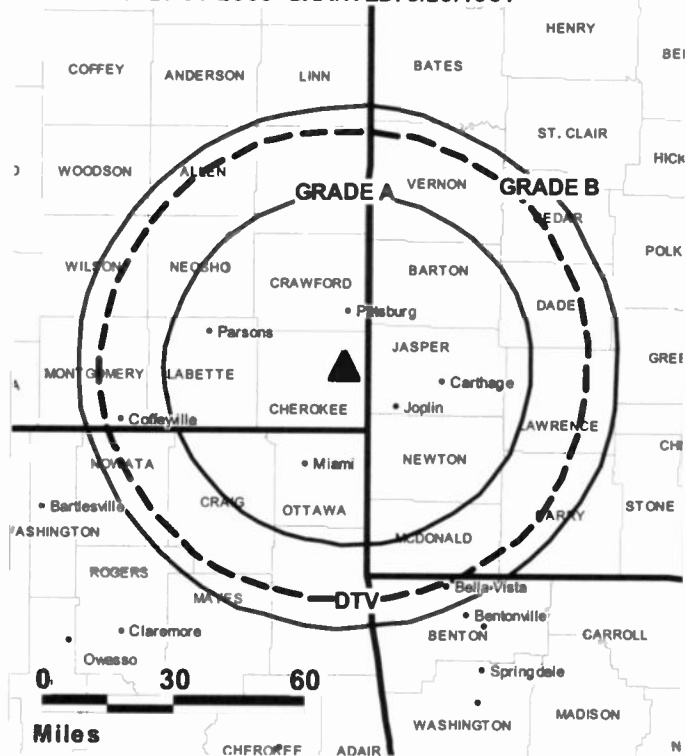 HENRY
COFFEY
ANDERSON
LINN
BATES
ST. CLAIR
WOODSON
ALLEN
GRADE A
VERNON
GRADE B
CEDAR
POLK
WILSON
NEOSHO
CRAWFORD
BARTON
DADE
Pittsburg
Parsons
JASPER
MONTGOMERY
LABETTE
Carthage
CHEROKEE
Joplin
Coffeyville
LAWRENCE
NOWATA
Miami
NEWTON
Bartlesville
CRAIG
OTTAWA
BARRY
STONE
WASHINGTON
MCDONALD
ROGERS
Bella Vista
MAYES
DTV
Bentonville
Claremore
BENTON
CARROLL
Owasso
Springdale
0 30 60
Miles
MADISON
WASHINGTON
CHEROKEE
ADAIR